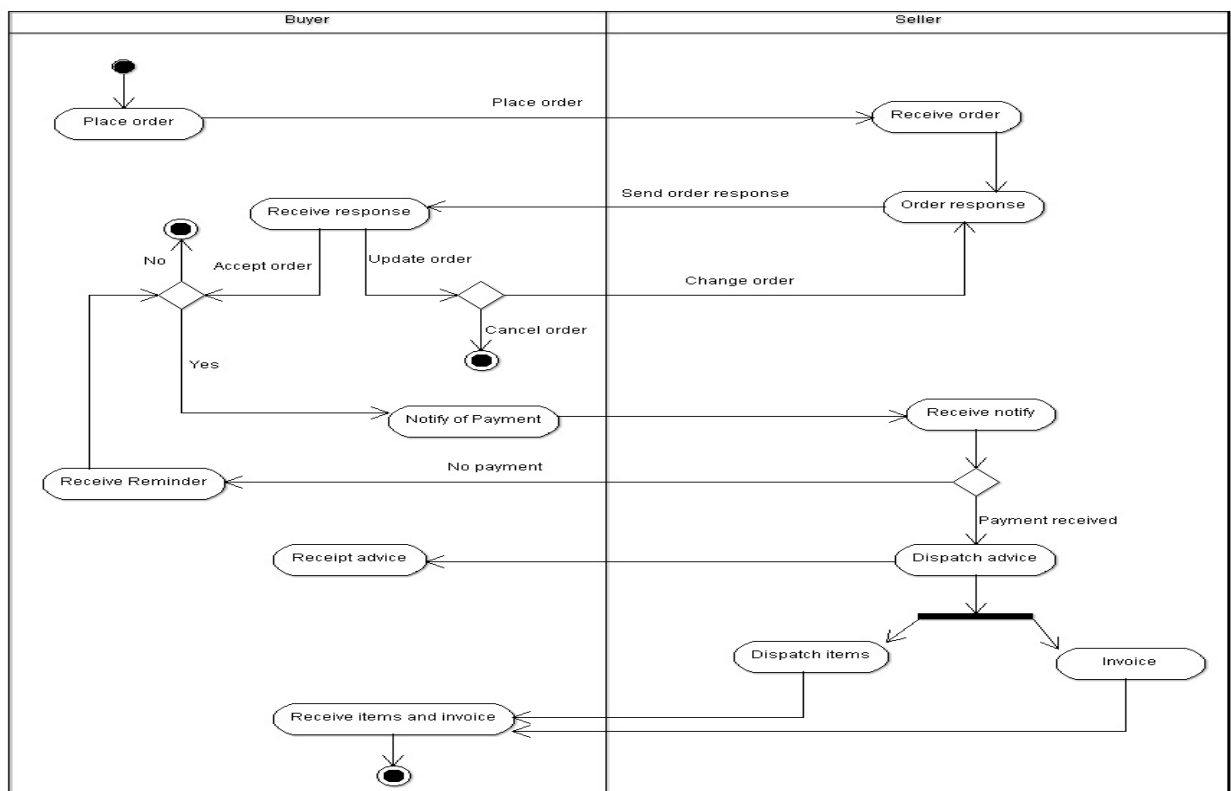 Buyer
Seller
Place order
Place order
Receive order
Send order response
Receive response
Order response
No
Accept order
Update order
Change order
Cancel order
Yes
Notify of Payment
Receive notify
No payment
Receive Reminder
Payment received
Receipt advice
Dispatch advice
Dispatch items
Invoice
Receive items and invoice